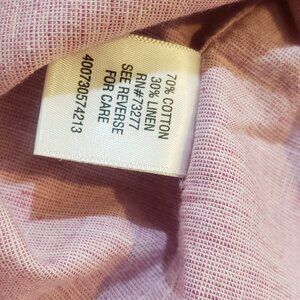 70% COTTON
30% LINEN
RN#73277
SEE REVERSE
FOR CARE
400730574213